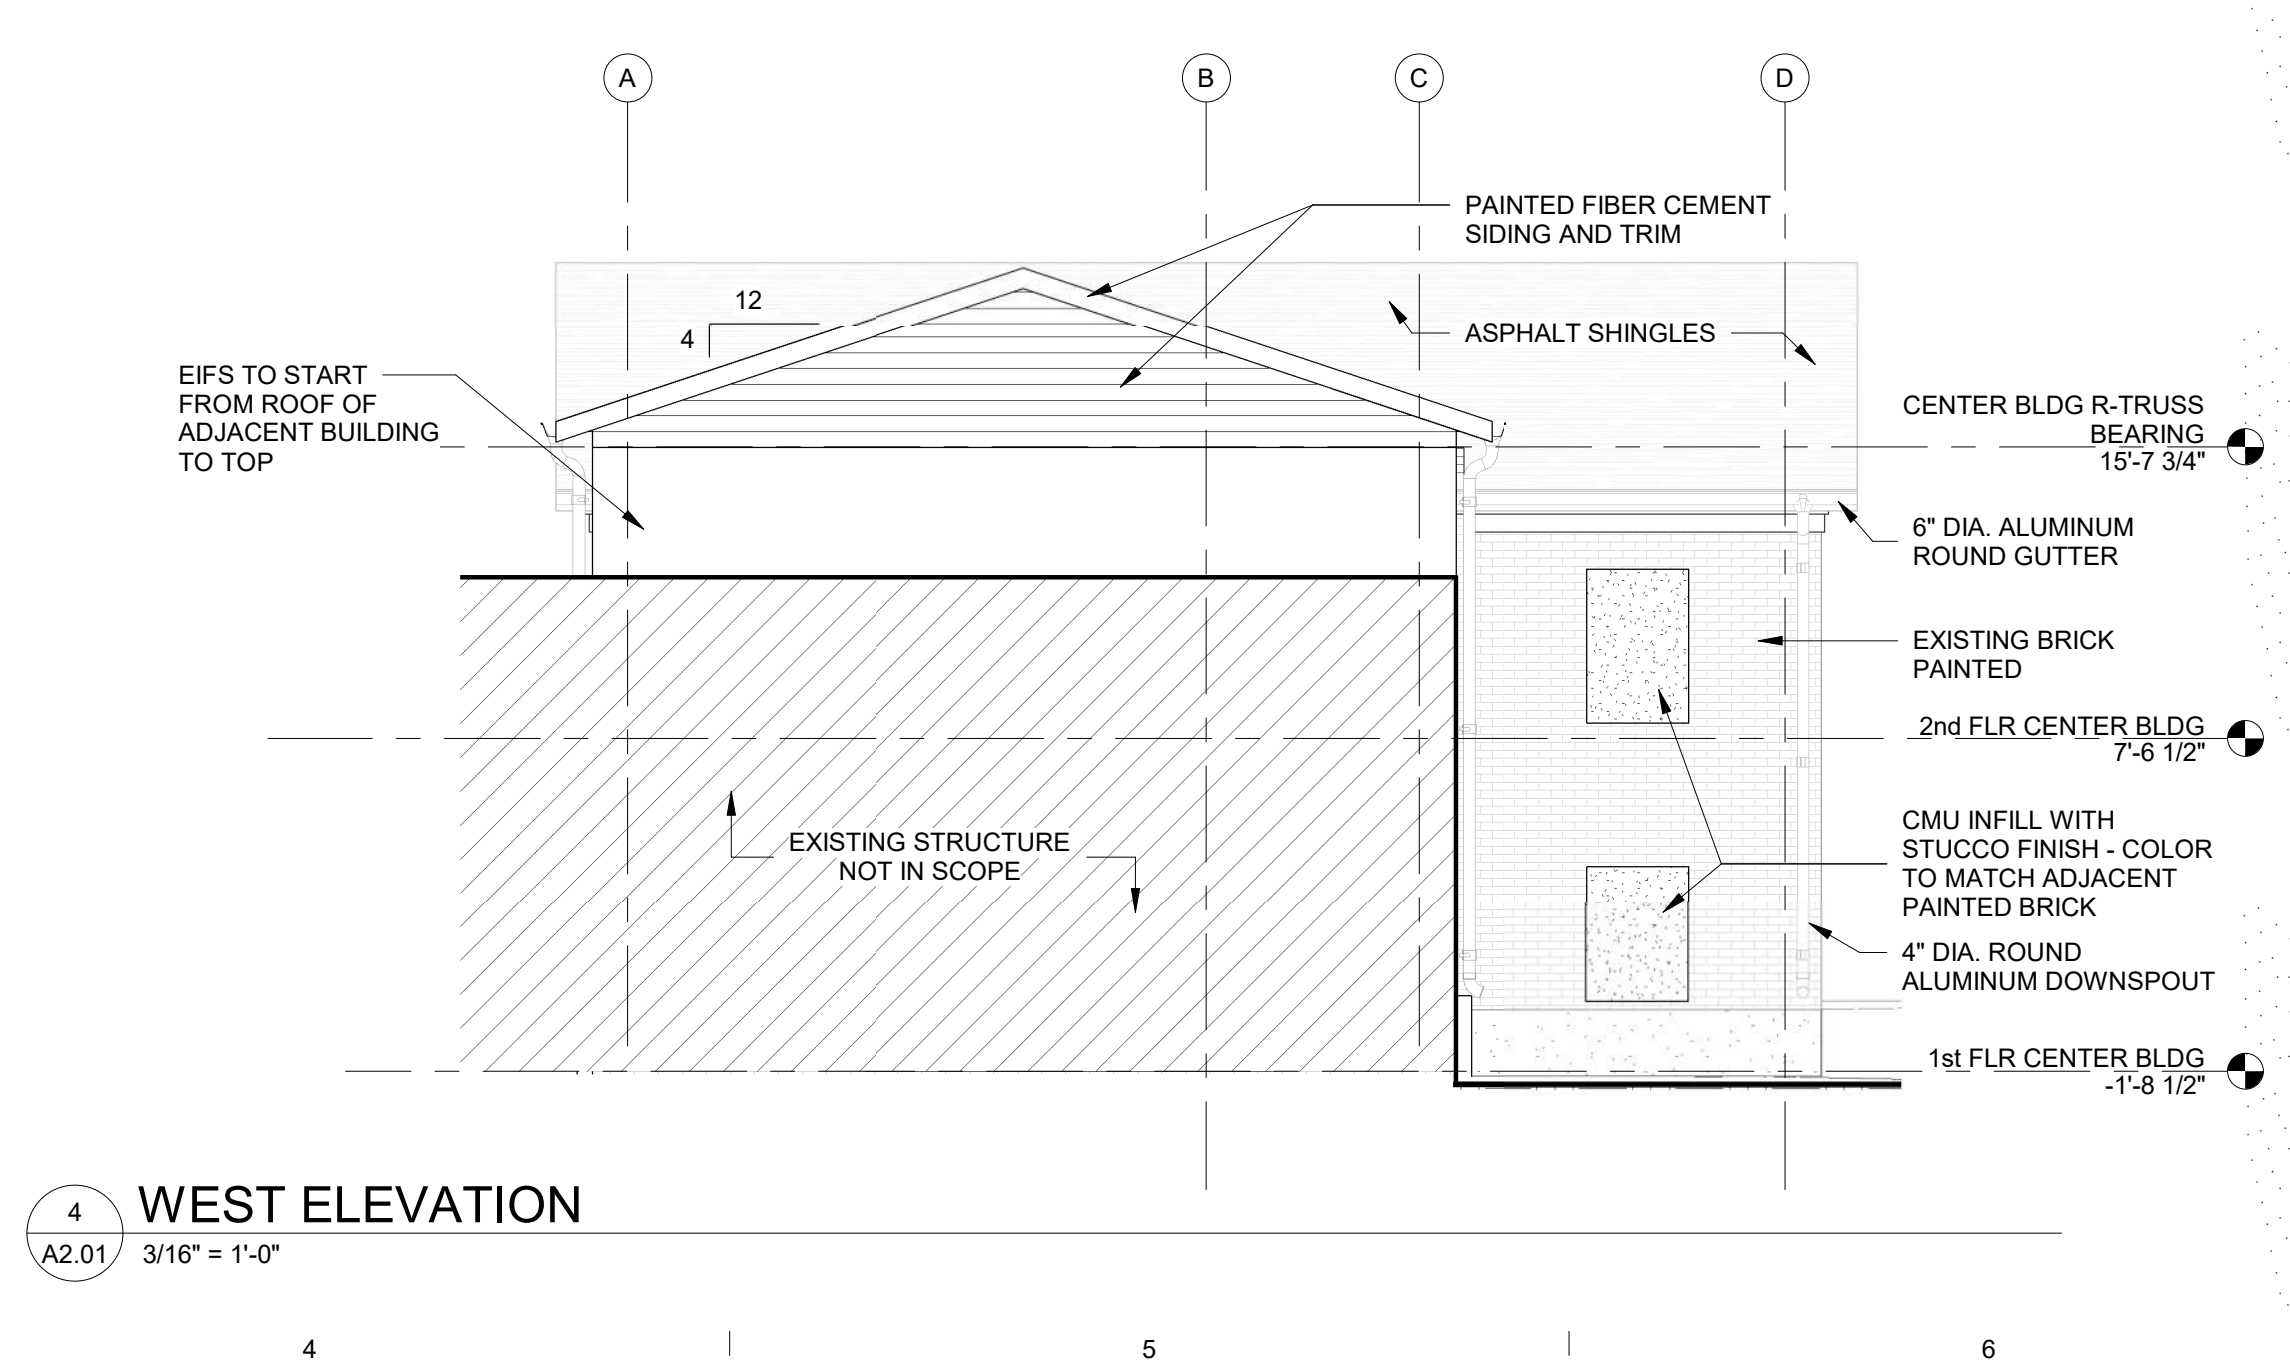 A
B
C
D
PAINTED FIBER CEMENT
SIDING AND TRIM
12
4
ASPHALT SHINGLES
EIFS TO START
FROM ROOF OF
ADJACENT BUILDING
TO TOP
CENTER BLDG R-TRUSS
BEARING
15'-7 3/4"
6" DIA. ALUMINUM
ROUND GUTTER
EXISTING BRICK
PAINTED
2nd FLR CENTER BLDG
7'-6 1/2"
EXISTING STRUCTURE
NOT IN SCOPE
CMU INFILL WITH
STUCCO FINISH - COLOR
TO MATCH ADJACENT
PAINTED BRICK
4" DIA. ROUND
ALUMINUM DOWNSPOUT
1st FLR CENTER BLDG
-1'-8 1/2"
4
WEST ELEVATION
A2.01
3/16" = 1'-0"
4
5
6